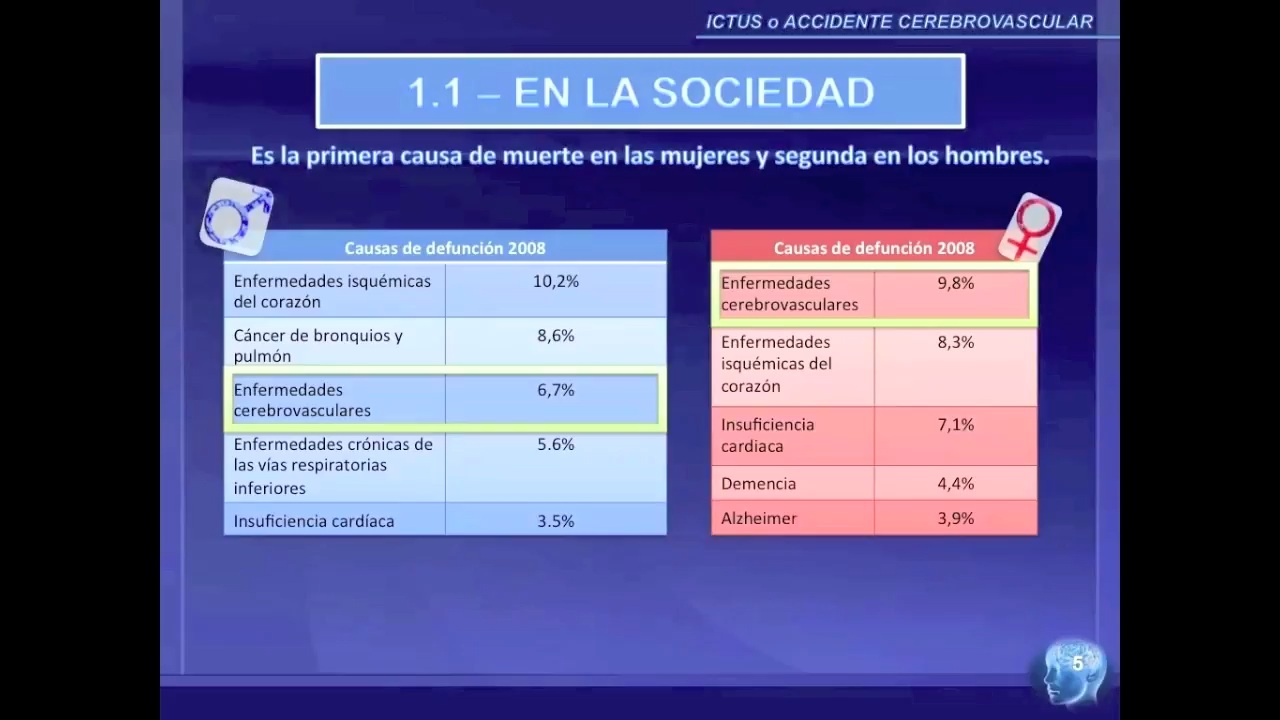 ICTUS o ACCIDENTE CEREBROVASCULAR
1.1 – EN LA SOCIEDAD
Es la primera causa de muerte en las mujeres y segunda en los hombres.
Causas de defunción 2008
Enfermedades isquémicas 10,2%
del corazón
Cáncer de bronquios y 8,6%
pulmón
Enfermedades 6,7%
cerebrovasculares
Enfermedades crónicas de 5.6%
las vías respiratorias
inferiores
Insuficiencia cardíaca 3.5%
Causas de defunción 2008
Enfermedades 9,8%
cerebrovasculares
Enfermedades 8,3%
isquémicas del
corazón
Insuficiencia 7,1%
cardiaca
Demencia 4,4%
Alzheimer 3,9%
5